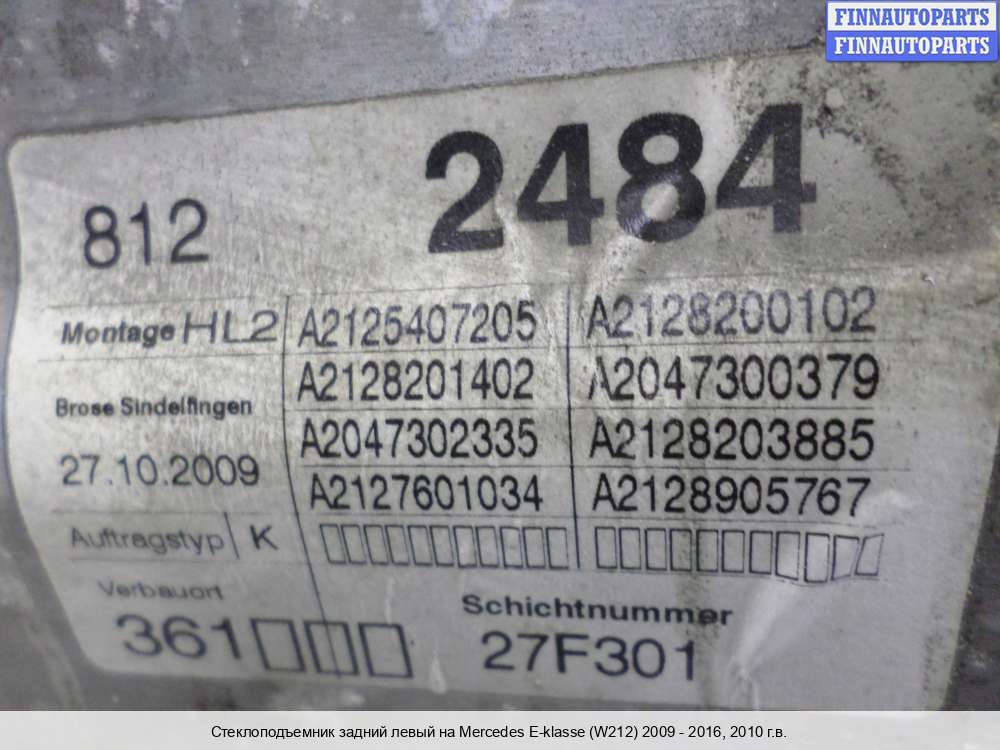 FINNAUTOPARTS
FINNAUTOPARTS
812 2484
Montage HL2 A2125407205 A2128200102
A2128201402 A2047300379
Brose Sindelfingen
A2047302335 A2128203885
27.10.2009
A2127601034 A2128905767
Auftragstyp K
Verbauort
Schichtnummer
361
27F301
Стеклоподъемник задний левый на Mercedes E-klasse (W212) 2009 - 2016, 2010 г.в.